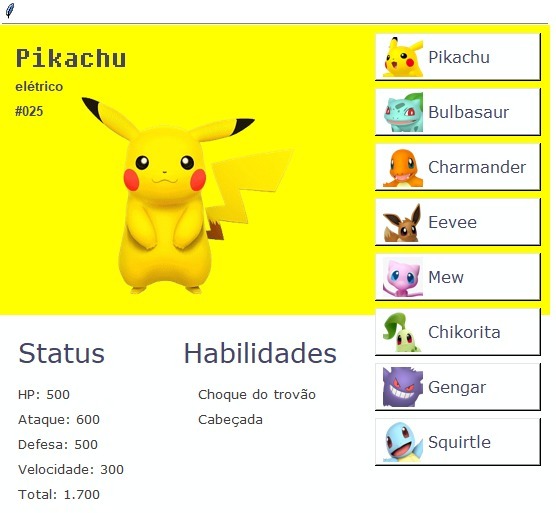 Pikachu
elétrico
#025
Pikachu
Bulbasaur
Charmander
Eevee
Mew
Chikorita
Gengar
Squirtle
Status
HP: 500
Ataque: 600
Defesa: 500
Velocidade: 300
Total: 1.700
Habilidades
Choque do trovão
Cabeçada